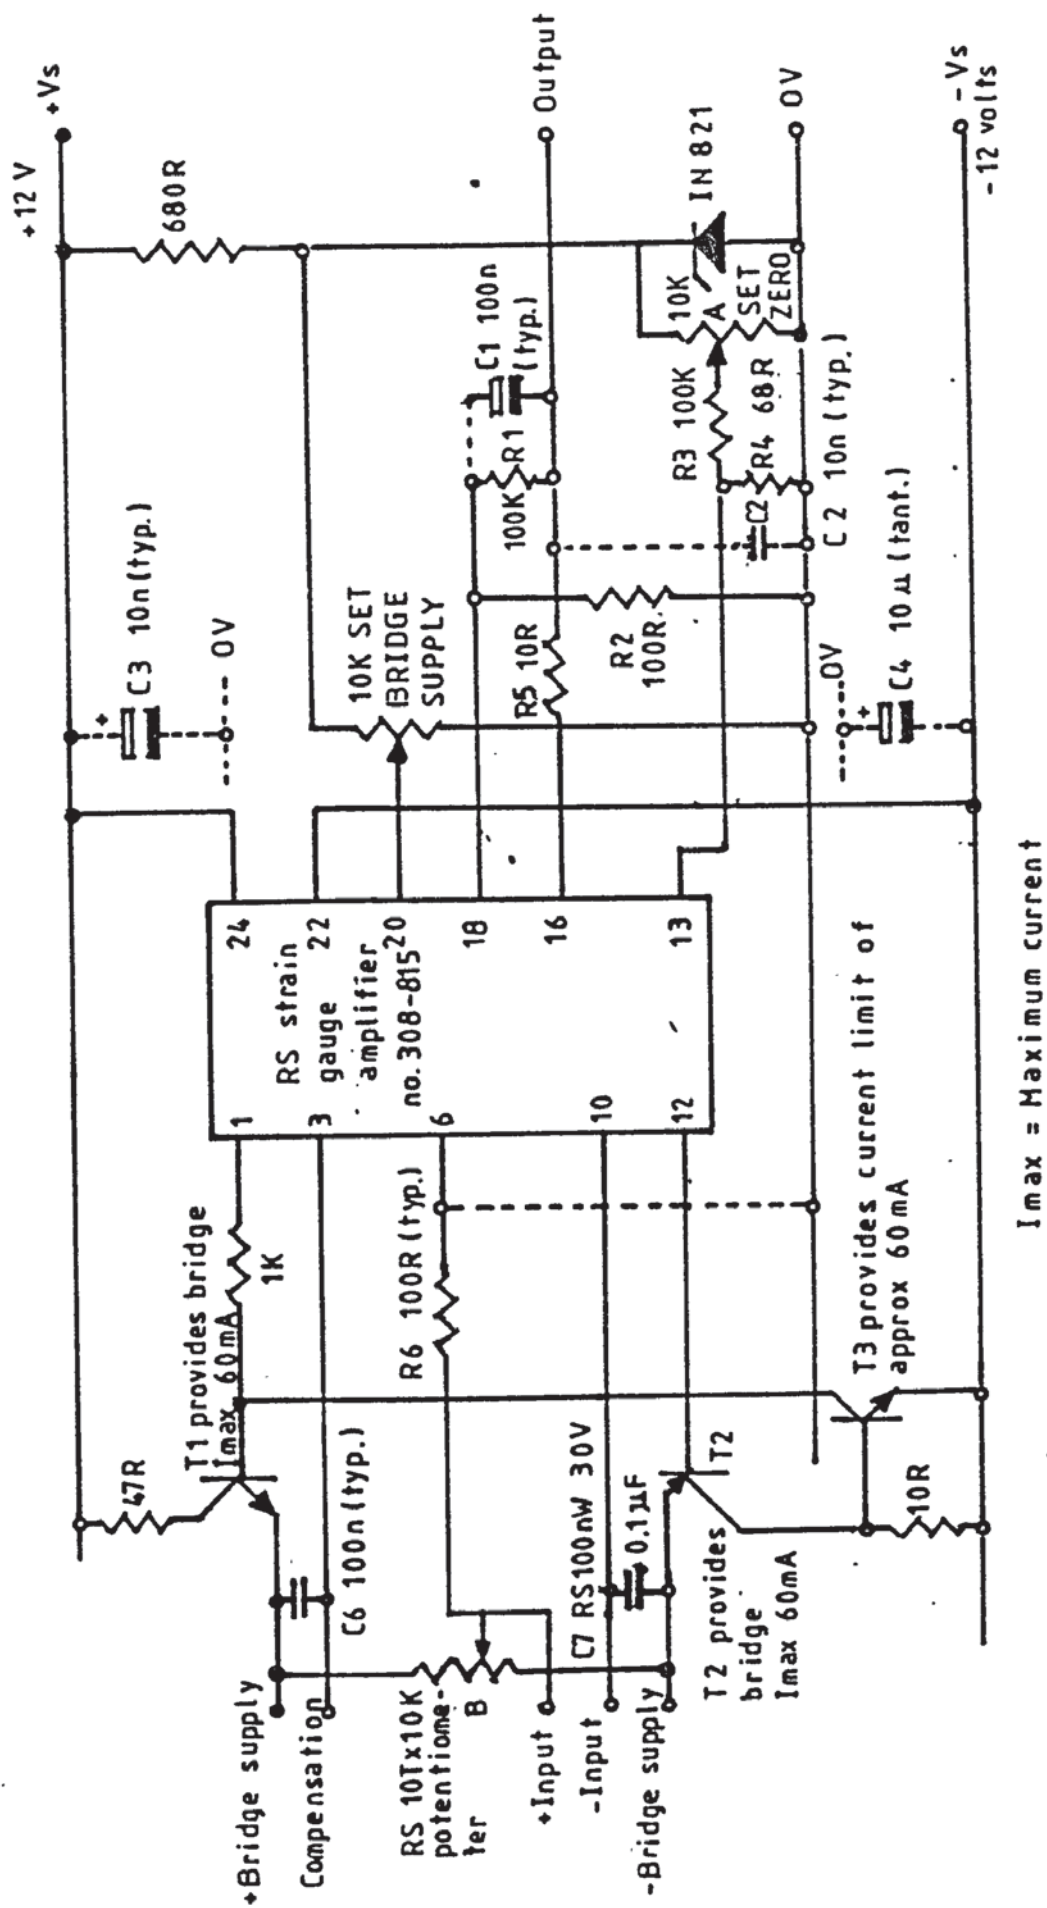 +12 V
+Vs
680R
C3 10n (typ.)
0V
10K SET
BRIDGE
SUPPLY
C1 100n
(typ.)
Output
R1
100K
R5 10R
R2
100R
R3 100K
10K
A
SET
ZERO
IN 821
R4 68R
C2
C2 10n (typ.)
0V
0V
C4 10µ (tant.)
-Vs
-12 volts
24
22
20
18
16
13
RS strain
gauge
amplifier
no. 308-815
1
3
6
10
12
47R
T1 provides bridge
Imax 60mA
1K
C6 100n (typ.)
R6 100R (typ.)
C7 RS100nW 30V
0.1µF
T2
T2 provides
bridge
Imax 60mA
10R
T3 provides current limit of
approx 60mA
+Bridge supply
Compensation
RS 10Tx10K
potentiome-
ter
B
+Input
-Input
-Bridge supply
Imax = Maximum current